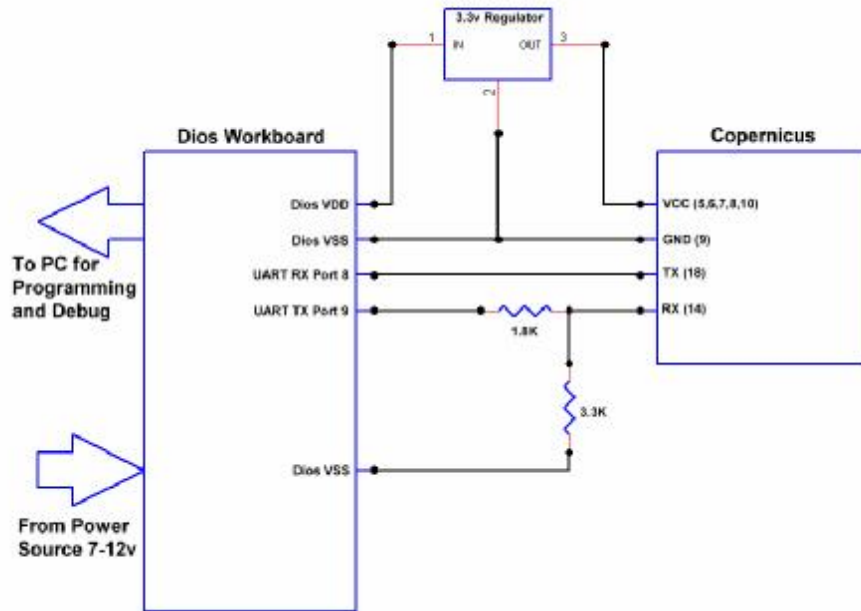 3.3v Regulator
1
IN
OUT
3
2
Dios Workboard
Copernicus
Dios VDD
VCC (5,6,7,8,10)
Dios VSS
GND (9)
To PC for
Programming
and Debug
UART RX Port 8
TX (18)
UART TX Port 9
RX (14)
1.8K
3.3K
Dios VSS
From Power
Source 7-12v